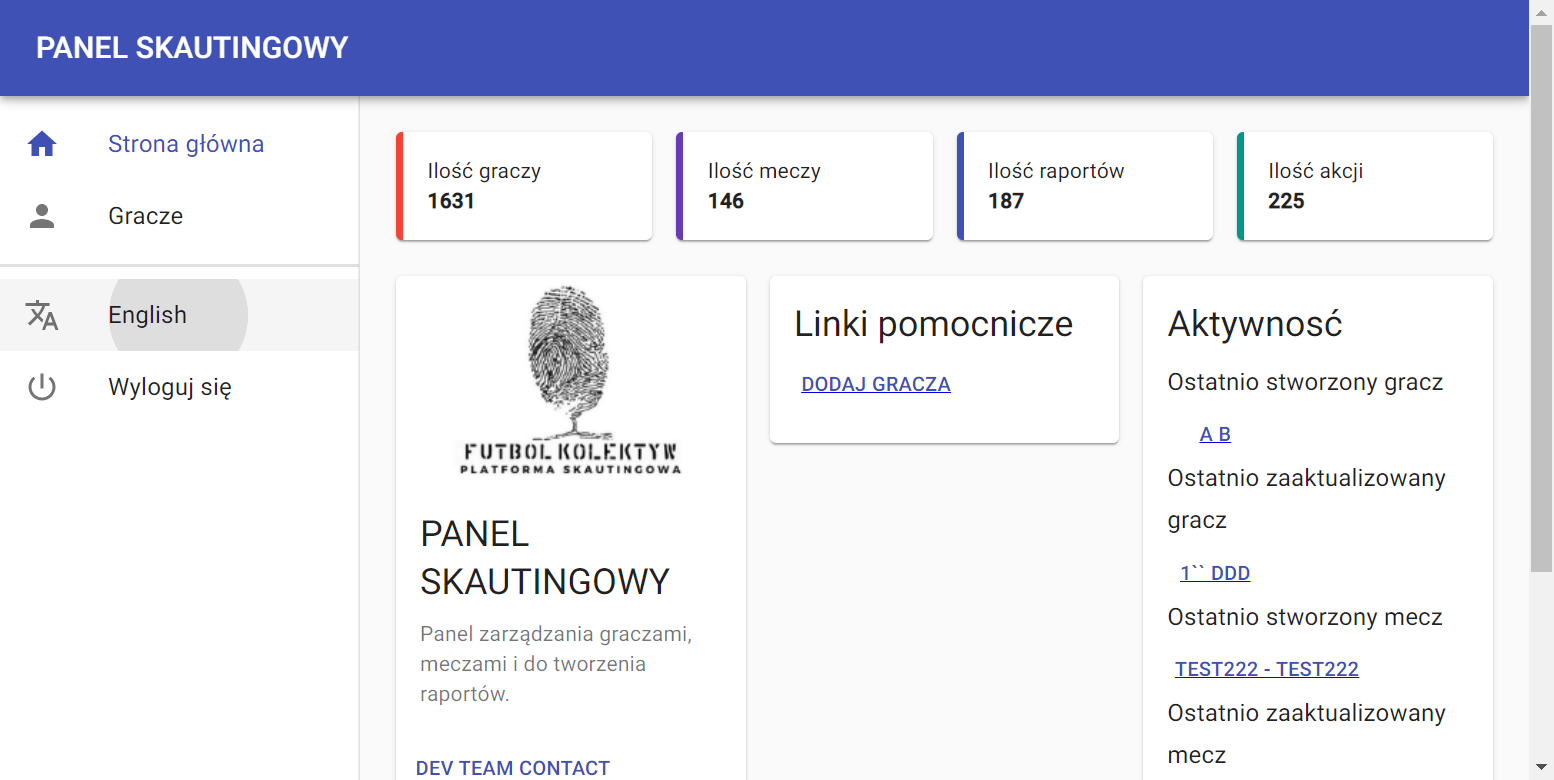 PANEL SKAUTINGOWY
Strona główna
Gracze
English
Wyloguj się
Ilość graczy
1631
Ilość meczy
146
Ilość raportów
187
Ilość akcji
225
FUTBOL KOLEKTYW
PLATFORMA SKAUTINGOWA
PANEL
SKAUTINGOWY
Panel zarządzania graczami,
meczami i do tworzenia
raportów.
DEV TEAM CONTACT
Linki pomocnicze
DODAJ GRACZA
Aktywność
Ostatnio stworzony gracz
A B
Ostatnio zaaktualizowany
gracz
1`` DDD
Ostatnio stworzony mecz
TEST222 - TEST222
Ostatnio zaaktualizowany
mecz